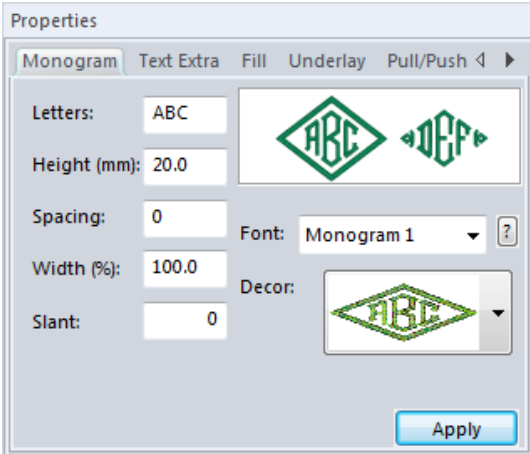 Properties
Monogram Text Extra Fill Underlay Pull/Push
Letters: ABC
ABC DEF
Height (mm): 20.0
Spacing: 0
Font: Monogram 1 ?
Width (%): 100.0
Decor: ABC
Slant: 0
Apply